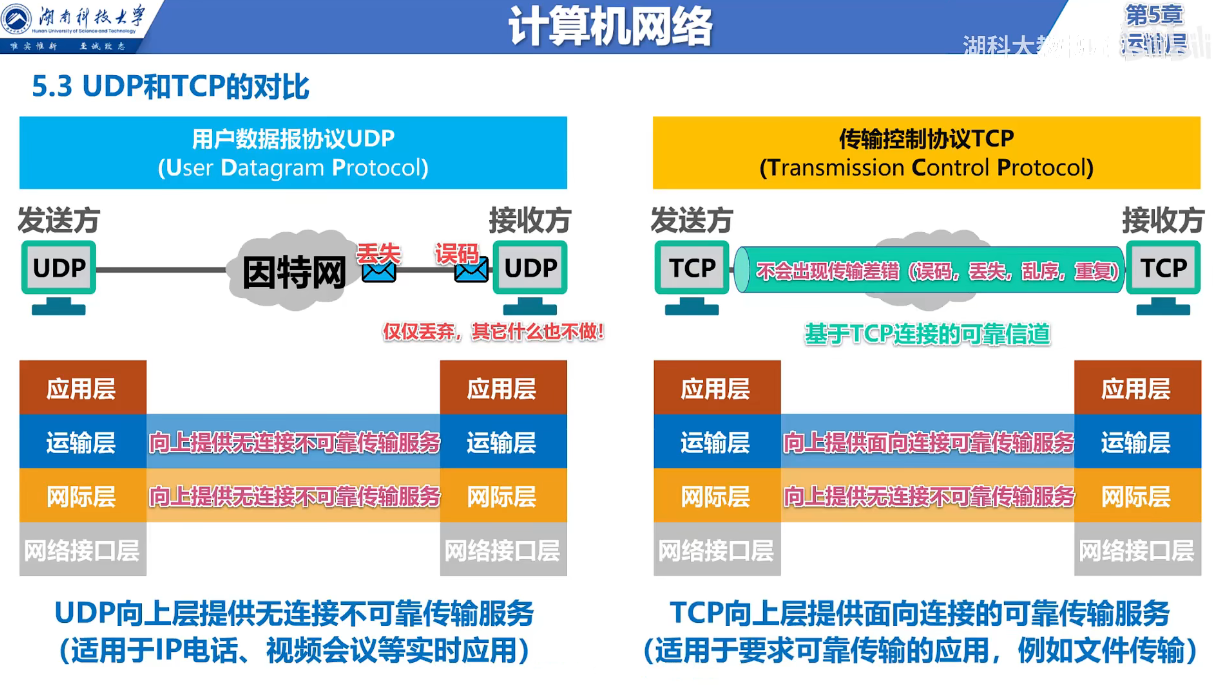 湖南科技大学
Hunan University of Science and Technology
唯实惟新 至诚致志
计算机网络
第5章
运输层
5.3 UDP和TCP的对比
用户数据报协议UDP
(User Datagram Protocol)
发送方
接收方
UDP
因特网
丢失
误码
UDP
仅仅丢弃，其它什么也不做！
应用层
应用层
运输层
向上提供无连接不可靠传输服务
运输层
网际层
向上提供无连接不可靠传输服务
网际层
网络接口层
网络接口层
UDP向上层提供无连接不可靠传输服务
（适用于IP电话、视频会议等实时应用）
传输控制协议TCP
(Transmission Control Protocol)
发送方
接收方
TCP
不会出现传输差错（误码，丢失，乱序，重复）
TCP
基于TCP连接的可靠信道
应用层
应用层
运输层
向上提供面向连接可靠传输服务
运输层
网际层
向上提供无连接不可靠传输服务
网际层
网络接口层
网络接口层
TCP向上层提供面向连接的可靠传输服务
（适用于要求可靠传输的应用，例如文件传输）